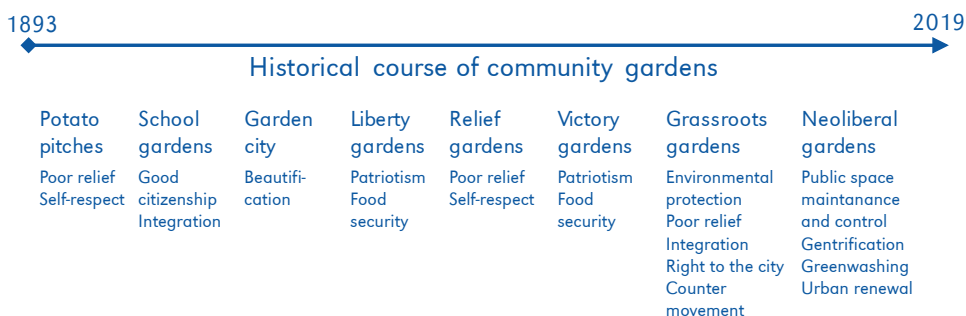 1893
2019
Historical course of community gardens
Potato
pitches
Poor relief
Self-respect
School
gardens
Good
citizenship
Integration
Garden
city
Beautifi-
cation
Liberty
gardens
Patriotism
Food
security
Relief
gardens
Poor relief
Self-respect
Victory
gardens
Patriotism
Food
security
Grassroots
gardens
Environmental
protection
Poor relief
Integration
Right to the city
Counter
movement
Neoliberal
gardens
Public space
maintanance
and control
Gentrification
Greenwashing
Urban renewal